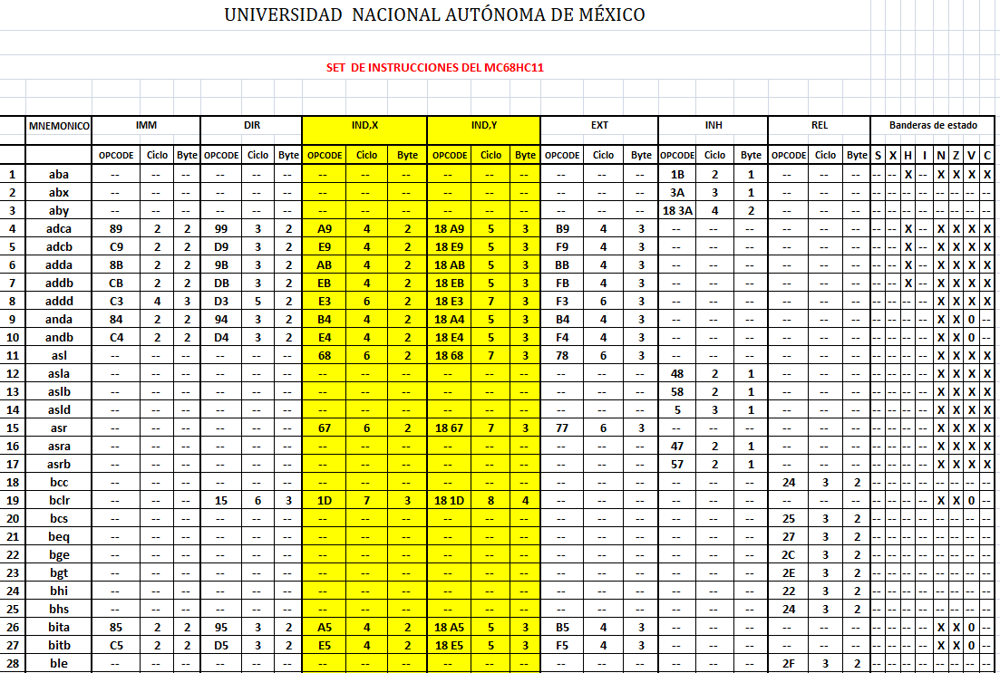 UNIVERSIDAD NACIONAL AUTÓNOMA DE MÉXICO
SET DE INSTRUCCIONES DEL MC68HC11
MNEMONICO IMM DIR IND,X IND,Y EXT INH REL Banderas de estado
OPCODE Ciclo Byte OPCODE Ciclo Byte OPCODE Ciclo Byte OPCODE Ciclo Byte OPCODE Ciclo Byte OPCODE Ciclo Byte OPCODE Ciclo Byte S X H I N Z V C
1 aba -- -- -- -- -- -- -- -- -- -- -- -- -- -- -- 1B 2 1 -- -- -- -- -- X -- X X X X
2 abx -- -- -- -- -- -- -- -- -- -- -- -- -- -- -- 3A 3 1 -- -- -- -- -- -- -- -- -- -- --
3 aby -- -- -- -- -- -- -- -- -- -- -- -- -- -- -- 18 3A 4 2 -- -- -- -- -- -- -- -- -- -- --
4 adca 89 2 2 99 3 2 A9 4 2 18 A9 5 3 B9 4 3 -- -- -- -- -- -- -- -- X -- X X X X
5 adcb C9 2 2 D9 3 2 E9 4 2 18 E9 5 3 F9 4 3 -- -- -- -- -- -- -- -- X -- X X X X
6 adda 8B 2 2 9B 3 2 AB 4 2 18 AB 5 3 BB 4 3 -- -- -- -- -- -- -- -- X -- X X X X
7 addb CB 2 2 DB 3 2 EB 4 2 18 EB 5 3 FB 4 3 -- -- -- -- -- -- -- -- X -- X X X X
8 addd C3 4 3 D3 5 2 E3 6 2 18 E3 7 3 F3 6 3 -- -- -- -- -- -- -- -- -- -- X X X X
9 anda 84 2 2 94 3 2 B4 4 2 18 A4 5 3 B4 4 3 -- -- -- -- -- -- -- -- -- -- X X 0 --
10 andb C4 2 2 D4 3 2 E4 4 2 18 E4 5 3 F4 4 3 -- -- -- -- -- -- -- -- -- -- X X 0 --
11 asl -- -- -- -- -- -- 68 6 2 18 68 7 3 78 6 3 -- -- -- -- -- -- -- -- -- -- X X X X
12 asla -- -- -- -- -- -- -- -- -- -- -- -- -- -- -- 48 2 1 -- -- -- -- -- -- -- X X X X
13 aslb -- -- -- -- -- -- -- -- -- -- -- -- -- -- -- 58 2 1 -- -- -- -- -- -- -- X X X X
14 asld -- -- -- -- -- -- -- -- -- -- -- -- -- -- -- 5 3 1 -- -- -- -- -- -- -- X X X X
15 asr -- -- -- -- -- -- 67 6 2 18 67 7 3 77 6 3 -- -- -- -- -- -- -- -- -- -- X X X X
16 asra -- -- -- -- -- -- -- -- -- -- -- -- -- -- -- 47 2 1 -- -- -- -- -- -- -- X X X X
17 asrb -- -- -- -- -- -- -- -- -- -- -- -- -- -- -- 57 2 1 -- -- -- -- -- -- -- X X X X
18 bcc -- -- -- -- -- -- -- -- -- -- -- -- -- -- -- -- -- -- 24 3 2 -- -- -- -- -- -- -- --
19 bclr -- -- -- 15 6 3 1D 7 3 18 1D 8 4 -- -- -- -- -- -- -- -- -- -- -- -- -- X X 0 --
20 bcs -- -- -- -- -- -- -- -- -- -- -- -- -- -- -- -- -- -- 25 3 2 -- -- -- -- -- -- -- --
21 beq -- -- -- -- -- -- -- -- -- -- -- -- -- -- -- -- -- -- 27 3 2 -- -- -- -- -- -- -- --
22 bge -- -- -- -- -- -- -- -- -- -- -- -- -- -- -- -- -- -- 2C 3 2 -- -- -- -- -- -- -- --
23 bgt -- -- -- -- -- -- -- -- -- -- -- -- -- -- -- -- -- -- 2E 3 2 -- -- -- -- -- -- -- --
24 bhi -- -- -- -- -- -- -- -- -- -- -- -- -- -- -- -- -- -- 22 3 2 -- -- -- -- -- -- -- --
25 bhs -- -- -- -- -- -- -- -- -- -- -- -- -- -- -- -- -- -- 24 3 2 -- -- -- -- -- -- -- --
26 bita 85 2 2 95 3 2 A5 4 2 18 A5 5 3 B5 4 3 -- -- -- -- -- -- -- -- -- -- X X 0 --
27 bitb C5 2 2 D5 3 2 E5 4 2 18 E5 5 3 F5 4 3 -- -- -- -- -- -- -- -- -- -- X X 0 --
28 ble -- -- -- -- -- -- -- -- -- -- -- -- -- -- -- -- -- -- 2F 3 2 -- -- -- -- -- -- -- --